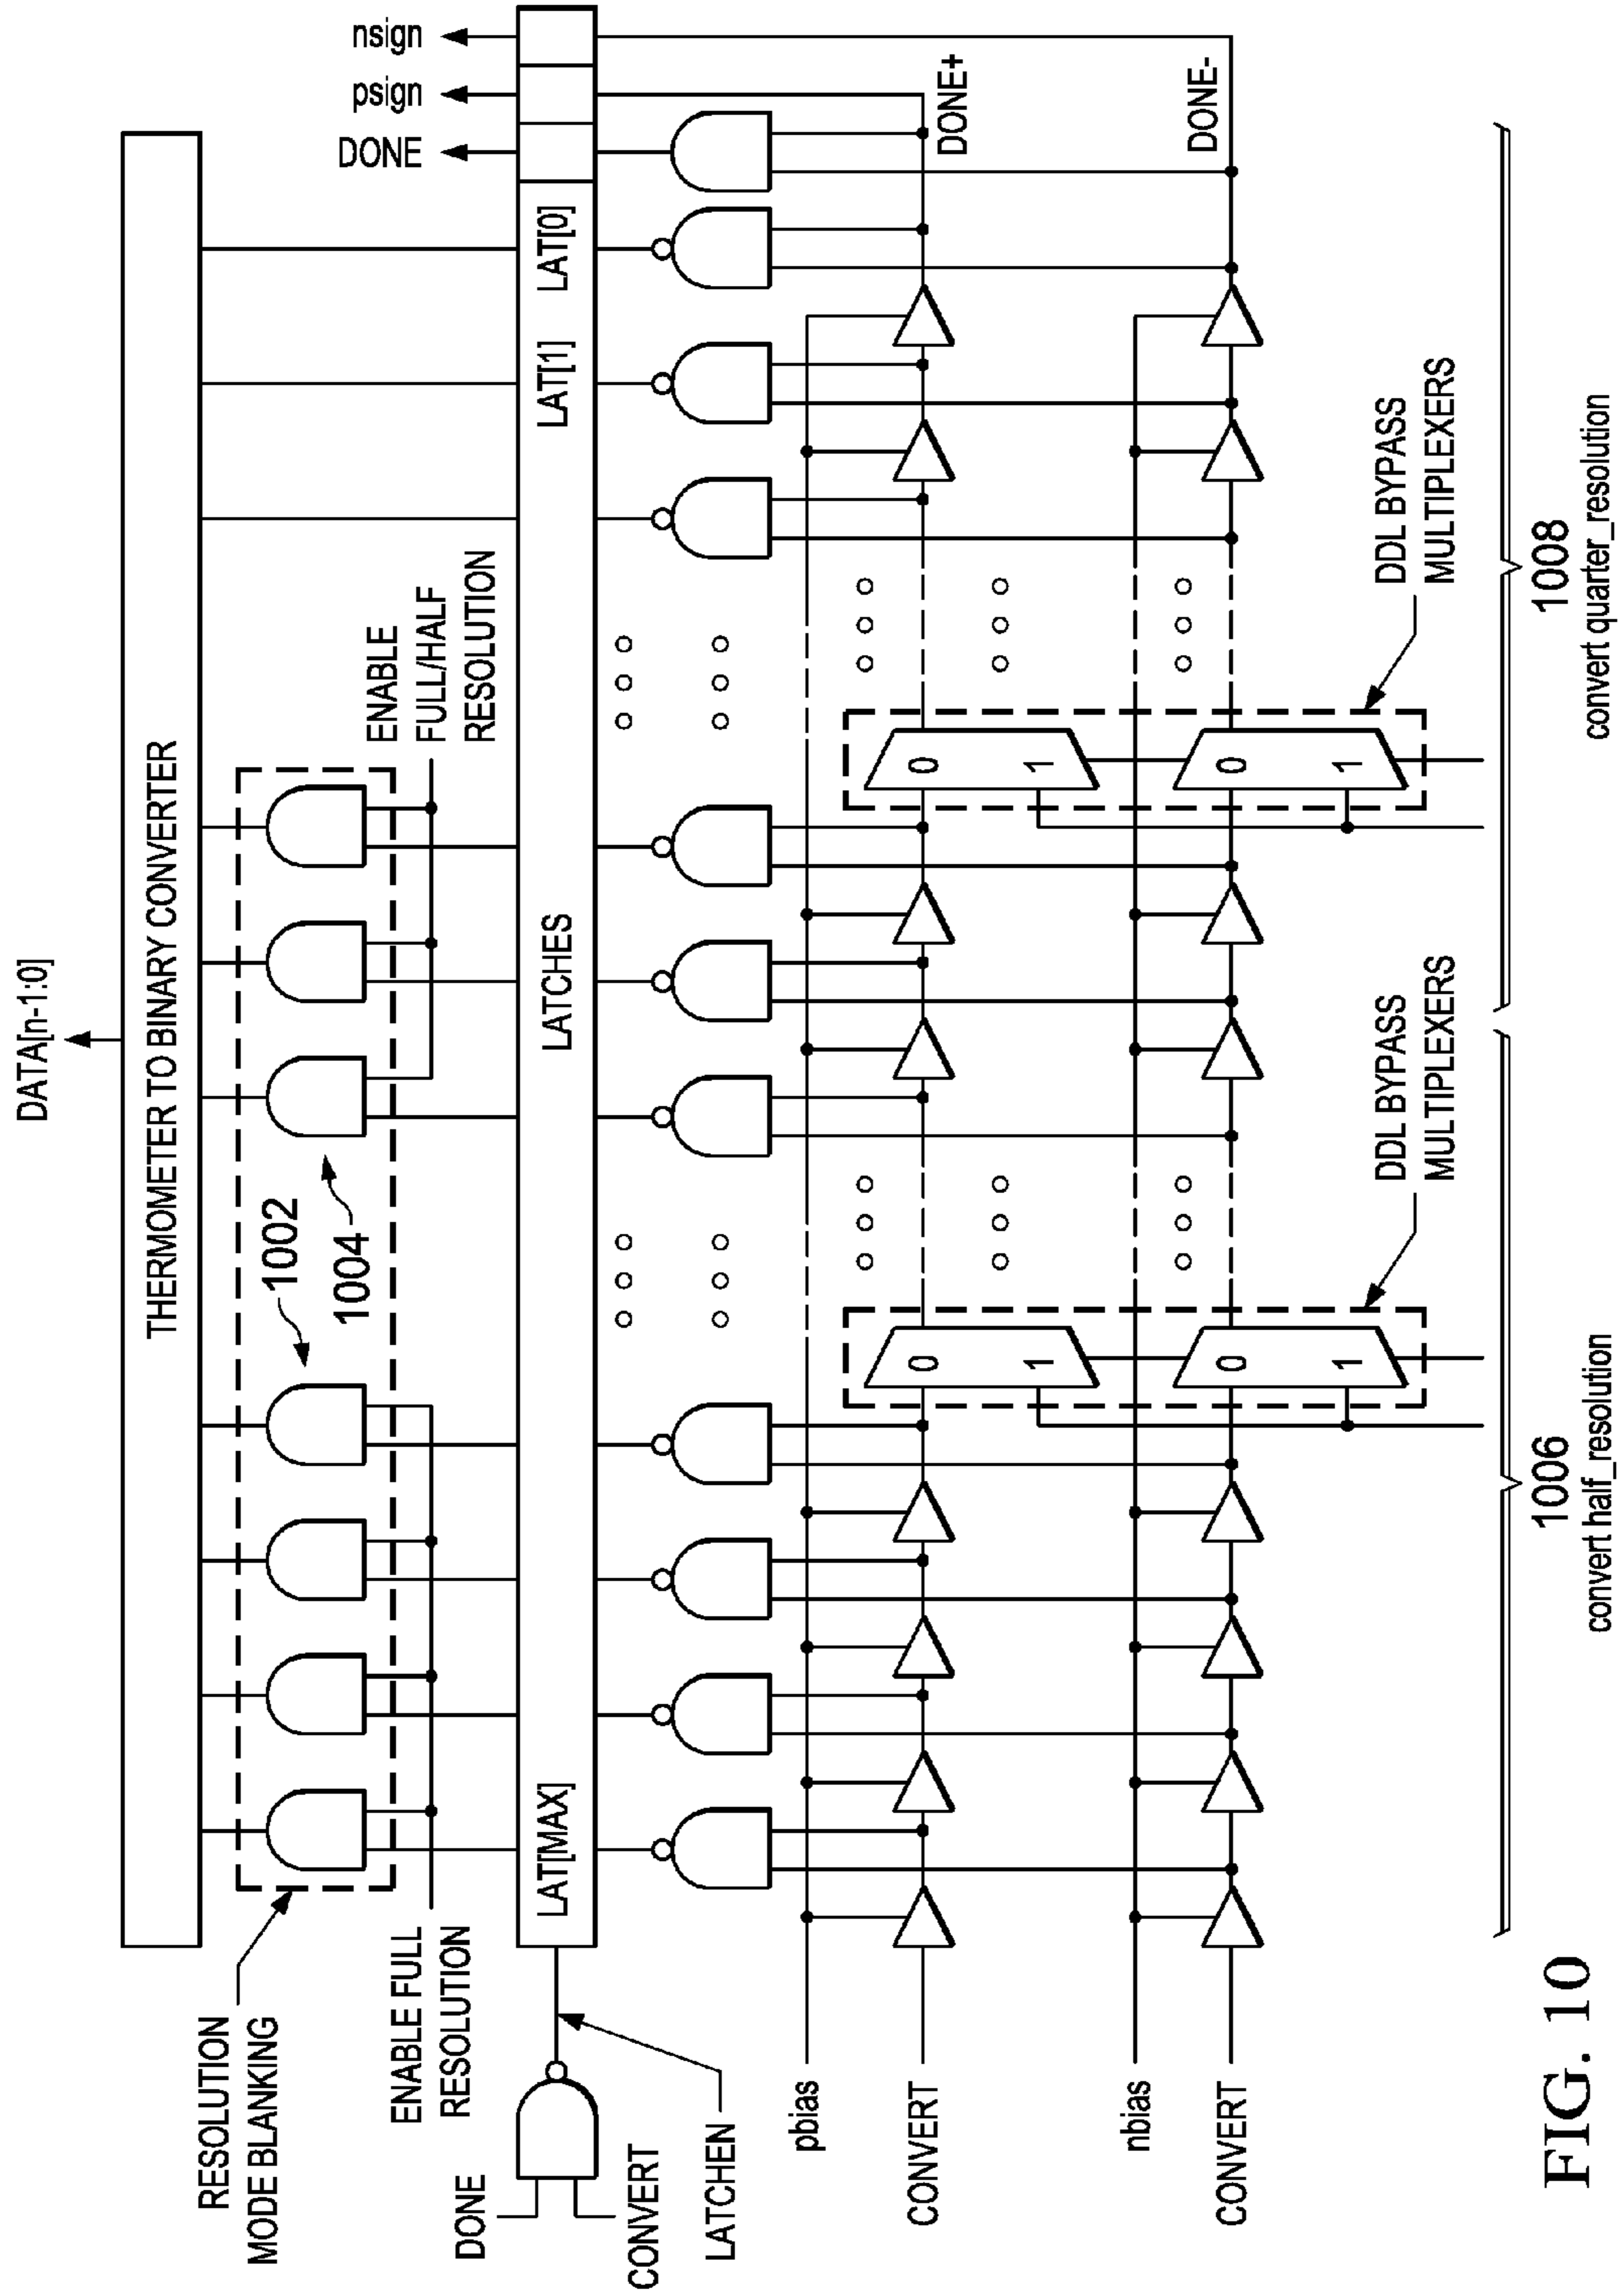 DATA[n-1:0]
THERMOMETER TO BINARY CONVERTER
RESOLUTION
MODE BLANKING
1002
1004
ENABLE
FULL/HALF
RESOLUTION
ENABLE FULL
RESOLUTION
DONE
psign
nsign
DONE
CONVERT
LATCHEN
LAT[MAX]
LATCHES
LAT[1]
LAT[0]
pbias
CONVERT
DONE+
nbias
CONVERT
DONE-
0
1
0
1
0
1
0
1
DDL BYPASS
MULTIPLEXERS
DDL BYPASS
MULTIPLEXERS
1006
convert half_resolution
1008
convert quarter_resolution
FIG. 10